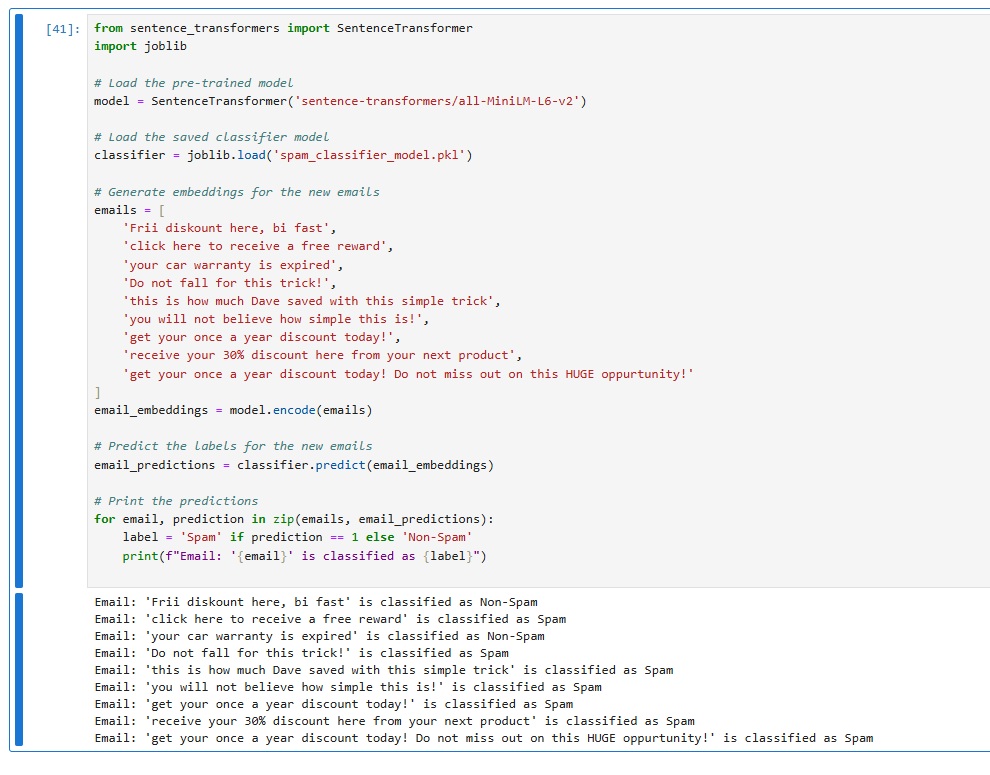 [41]:
from sentence_transformers import SentenceTransformer
import joblib
# Load the pre-trained model
model = SentenceTransformer('sentence-transformers/all-MiniLM-L6-v2')
# Load the saved classifier model
classifier = joblib.load('spam_classifier_model.pkl')
# Generate embeddings for the new emails
emails = [
    'Frii diskount here, bi fast',
    'click here to receive a free reward',
    'your car warranty is expired',
    'Do not fall for this trick!',
    'this is how much Dave saved with this simple trick',
    'you will not believe how simple this is!',
    'get your once a year discount today!',
    'receive your 30% discount here from your next product',
    'get your once a year discount today! Do not miss out on this HUGE oppurtunity!'
]
email_embeddings = model.encode(emails)
# Predict the labels for the new emails
email_predictions = classifier.predict(email_embeddings)
# Print the predictions
for email, prediction in zip(emails, email_predictions):
    label = 'Spam' if prediction == 1 else 'Non-Spam'
    print(f"Email: '{email}' is classified as {label}")
Email: 'Frii diskount here, bi fast' is classified as Non-Spam
Email: 'click here to receive a free reward' is classified as Spam
Email: 'your car warranty is expired' is classified as Non-Spam
Email: 'Do not fall for this trick!' is classified as Spam
Email: 'this is how much Dave saved with this simple trick' is classified as Spam
Email: 'you will not believe how simple this is!' is classified as Spam
Email: 'get your once a year discount today!' is classified as Spam
Email: 'receive your 30% discount here from your next product' is classified as Spam
Email: 'get your once a year discount today! Do not miss out on this HUGE oppurtunity!' is classified as Spam